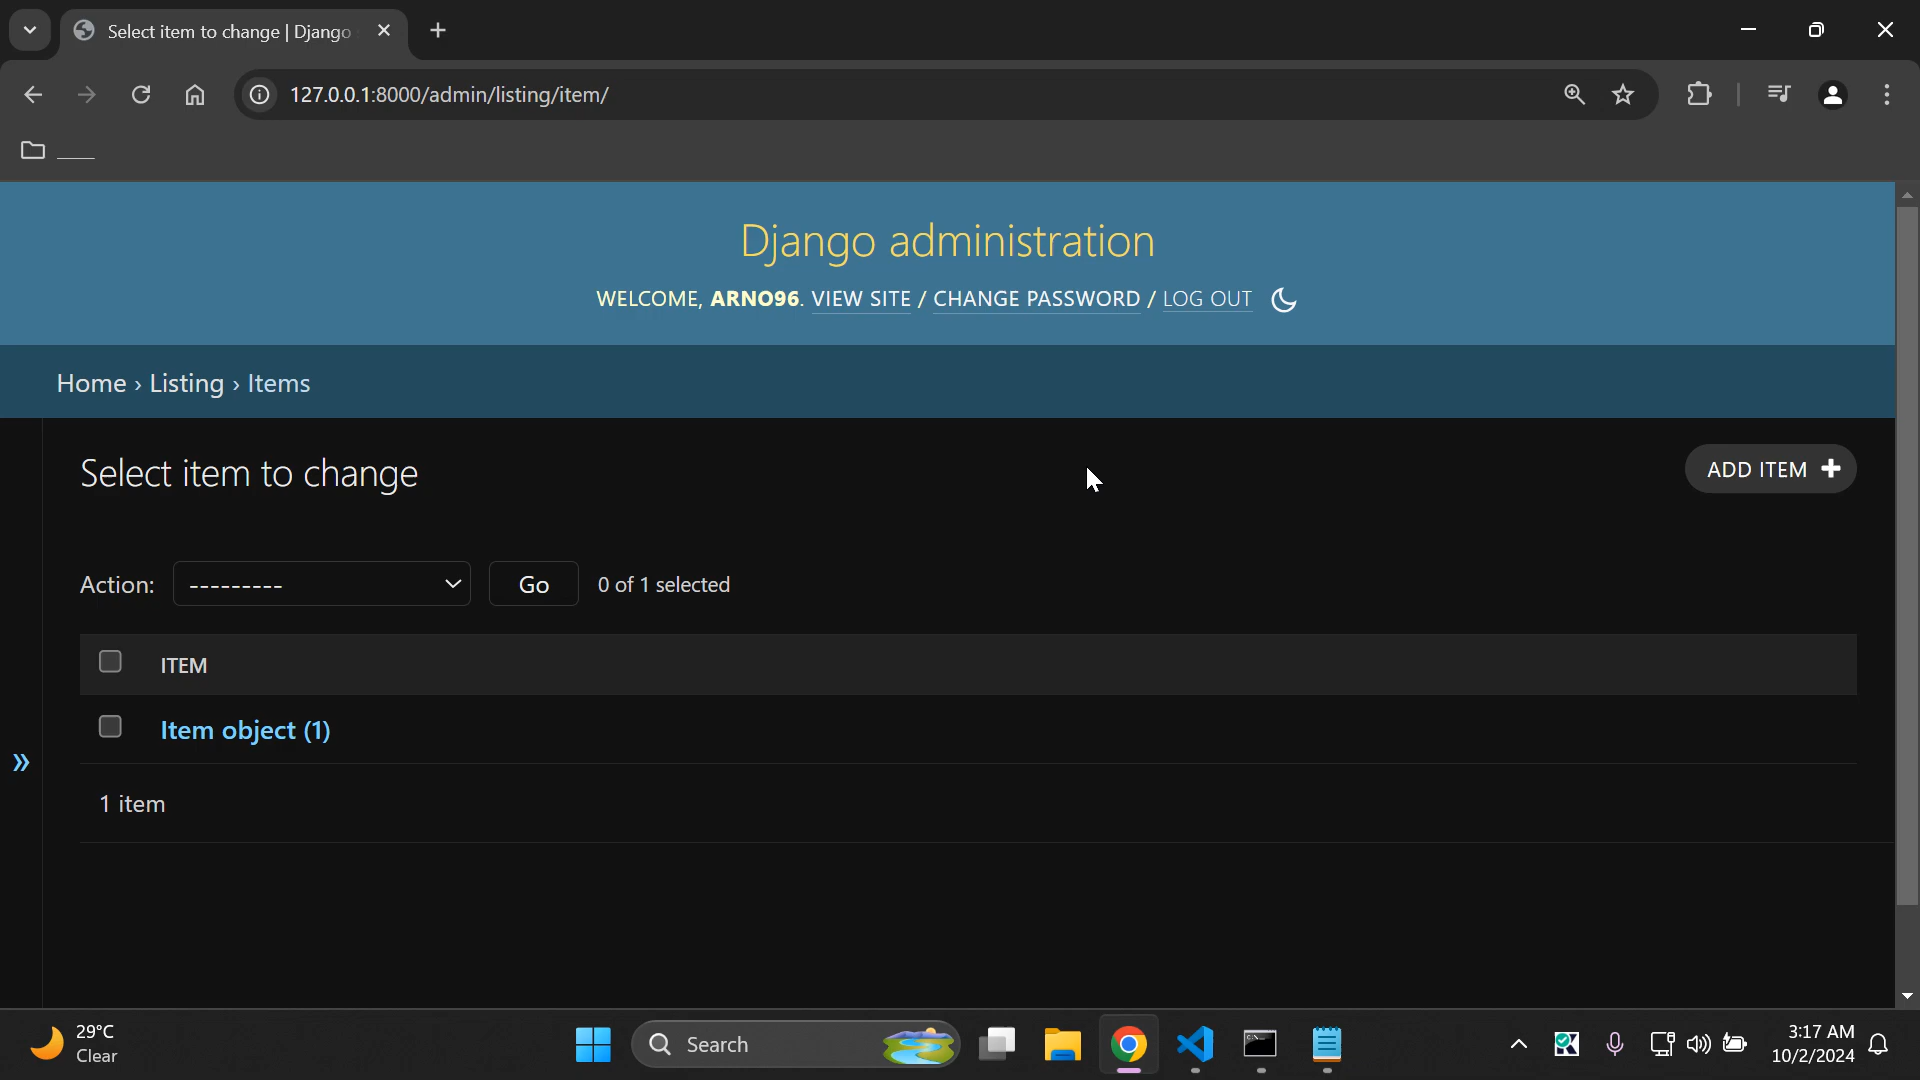 Select item to change | Django
127.0.0.1:8000/admin/listing/item/
Django administration
WELCOME, ARNO96. VIEW SITE / CHANGE PASSWORD / LOG OUT
Home › Listing › Items
Select item to change
ADD ITEM +
Action: --------- Go 0 of 1 selected
ITEM
Item object (1)
1 item
29°C
Clear
Search
3:17 AM
10/2/2024